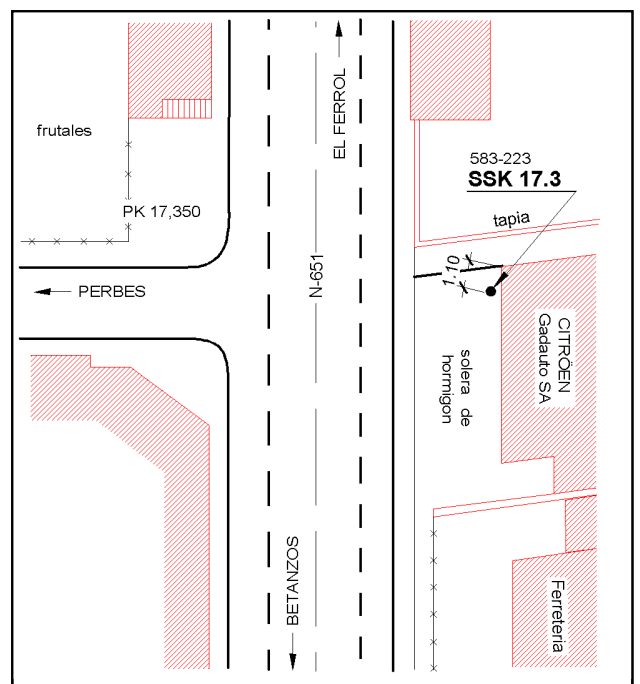 EL FERROL
frutales
583-223
SSK 17.3
PK 17,350
tapia
N-651
1.10
PERBES
CITRÖEN
Gadauto SA
solera de
hormigon
BETANZOS
Ferreteria